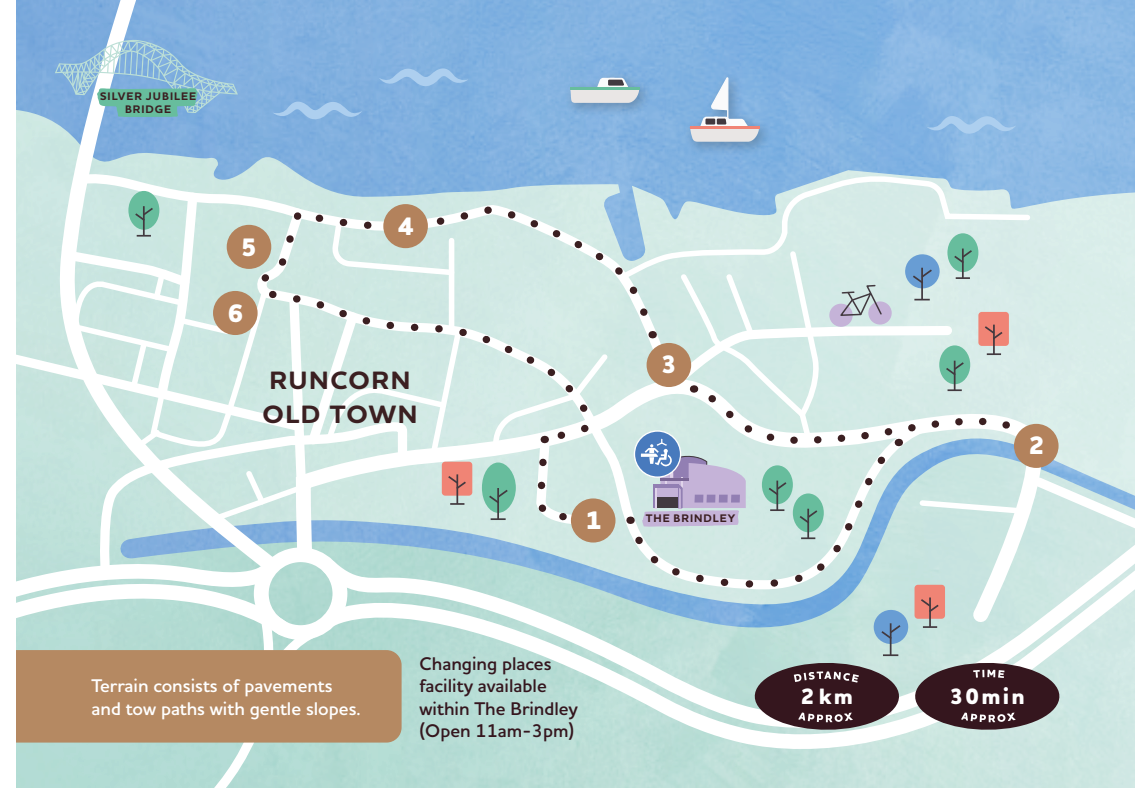 SILVER JUBILEE
BRIDGE
4
5
6
3
RUNCORN
OLD TOWN
2
1
THE BRINDLEY
Terrain consists of pavements
and tow paths with gentle slopes.
Changing places
facility available
within The Brindley
(Open 11am-3pm)
DISTANCE
2km
APPROX
TIME
30min
APPROX